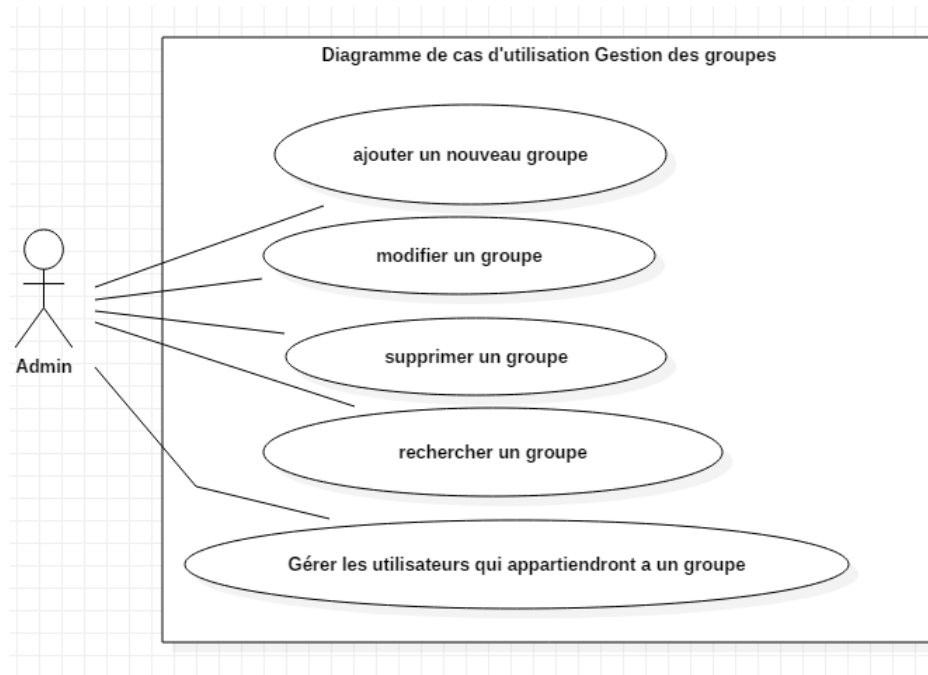 Diagramme de cas d'utilisation Gestion des groupes
ajouter un nouveau groupe
modifier un groupe
supprimer un groupe
Admin
rechercher un groupe
Gérer les utilisateurs qui appartiendront a un groupe